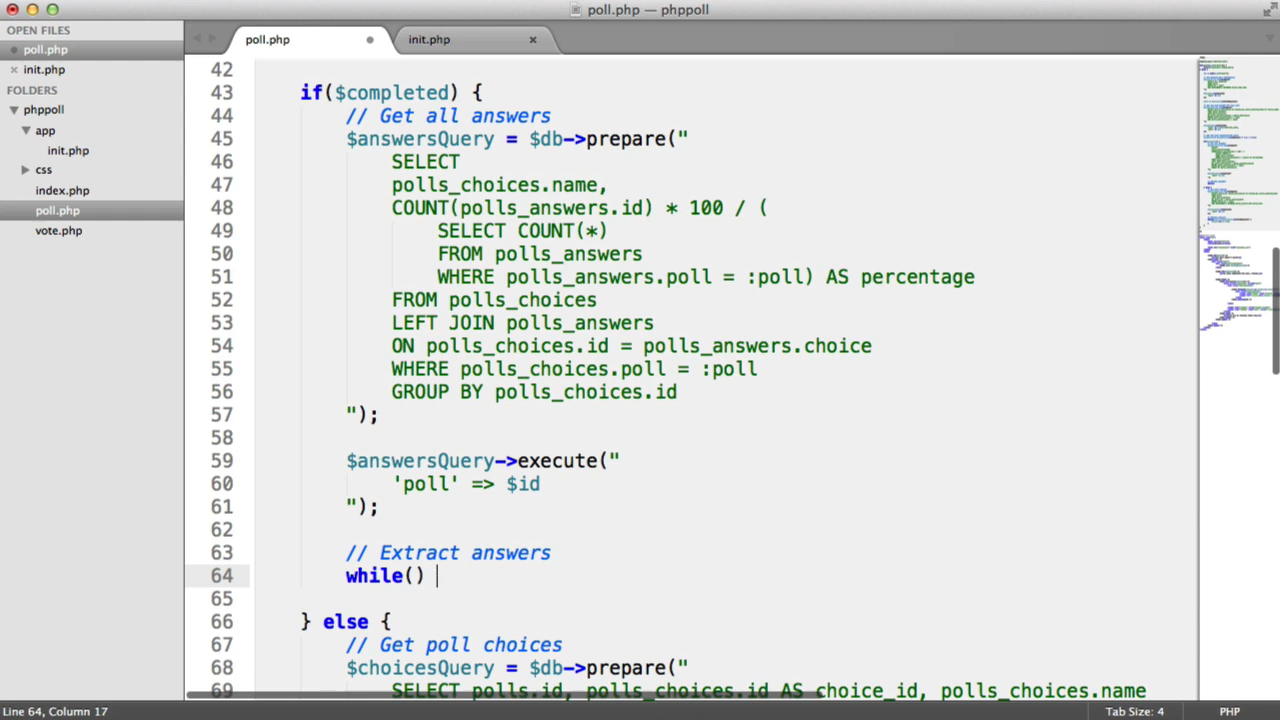 poll.php — phppoll
OPEN FILES
poll.php
init.php
FOLDERS
phppoll
app
init.php
css
index.php
poll.php
vote.php
poll.php
init.php
42
43 if($completed) {
44 // Get all answers
45 $answersQuery = $db->prepare("
46 SELECT
47 polls_choices.name,
48 COUNT(polls_answers.id) * 100 / (
49 SELECT COUNT(*)
50 FROM polls_answers
51 WHERE polls_answers.poll = :poll) AS percentage
52 FROM polls_choices
53 LEFT JOIN polls_answers
54 ON polls_choices.id = polls_answers.choice
55 WHERE polls_choices.poll = :poll
56 GROUP BY polls_choices.id
57 ");
58
59 $answersQuery->execute("
60 'poll' => $id
61 ");
62
63 // Extract answers
64 while()
65
66 } else {
67 // Get poll choices
68 $choicesQuery = $db->prepare("
69 SELECT polls.id, polls_choices.id AS choice_id, polls_choices.name
Line 64, Column 17
Tab Size: 4
PHP